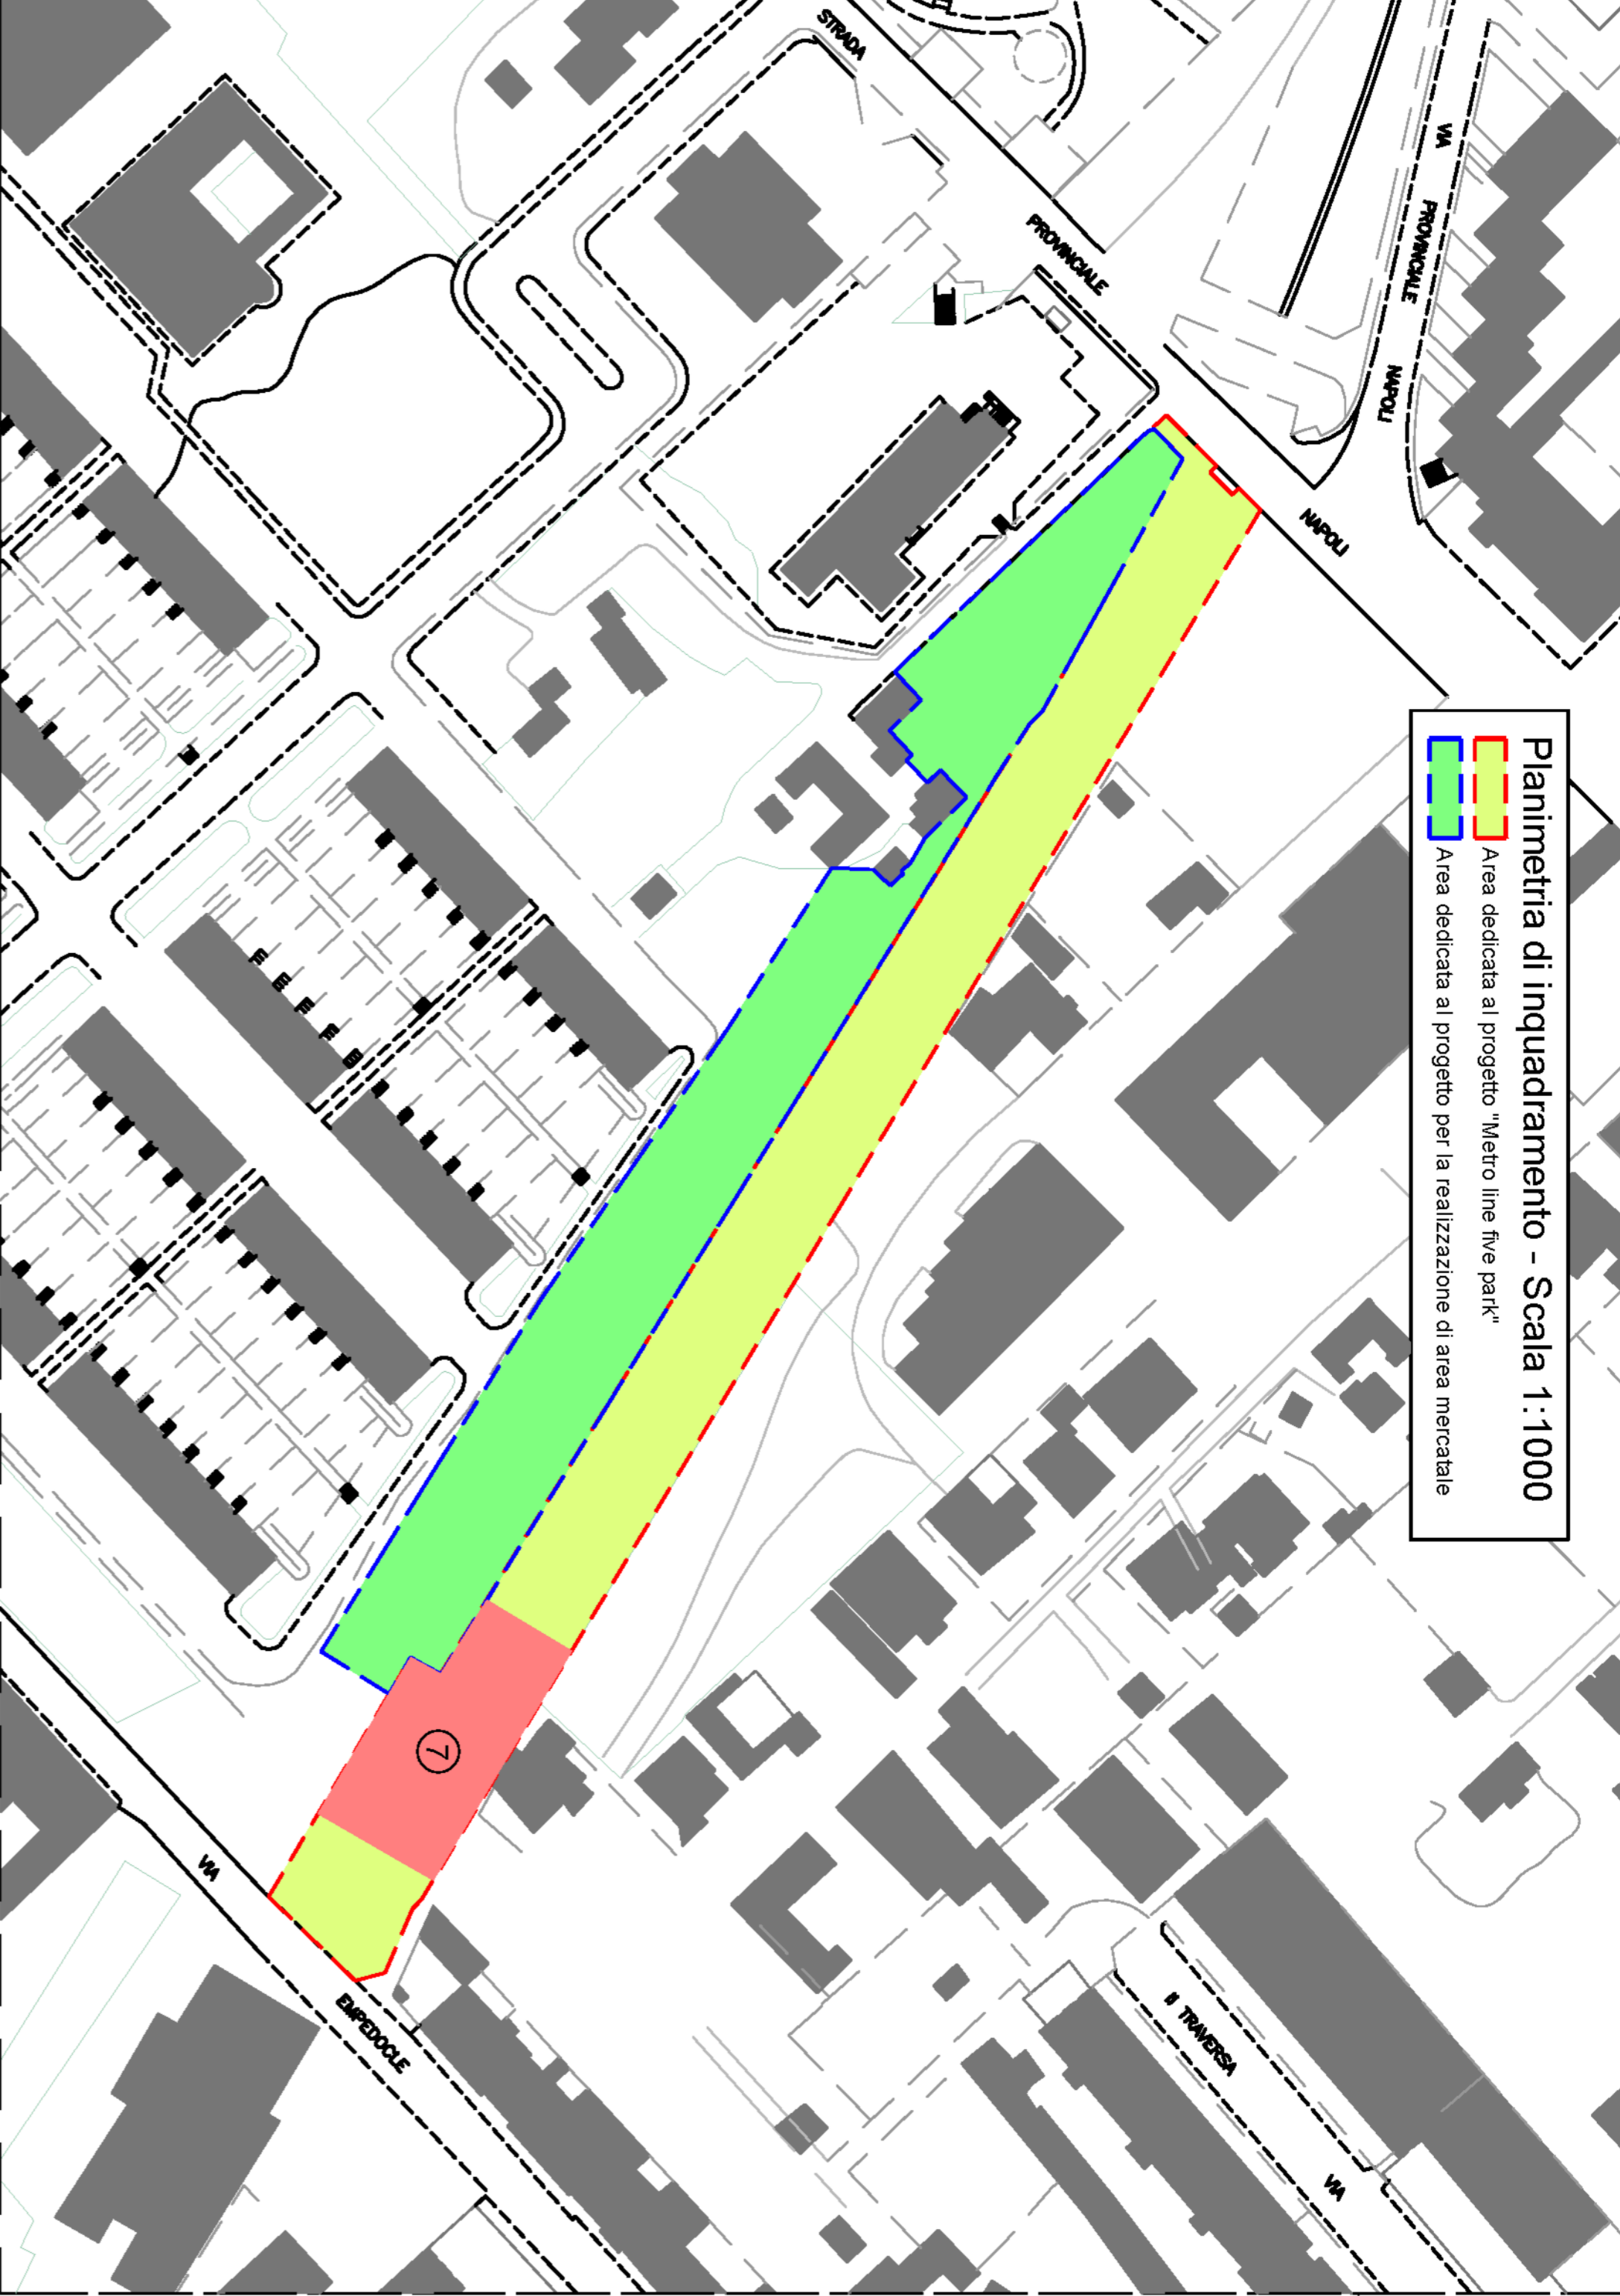 Planimetria di inquadramento - Scala 1:1000
Area dedicata al progetto "Metro line five park"
Area dedicata al progetto per la realizzazione di area mercatale
VIA PROVINCIALE NAPOLI
STRADA PROVINCIALE NAPOLI
7
VIA EMPEDOCLE
II TRAVERSA VIA